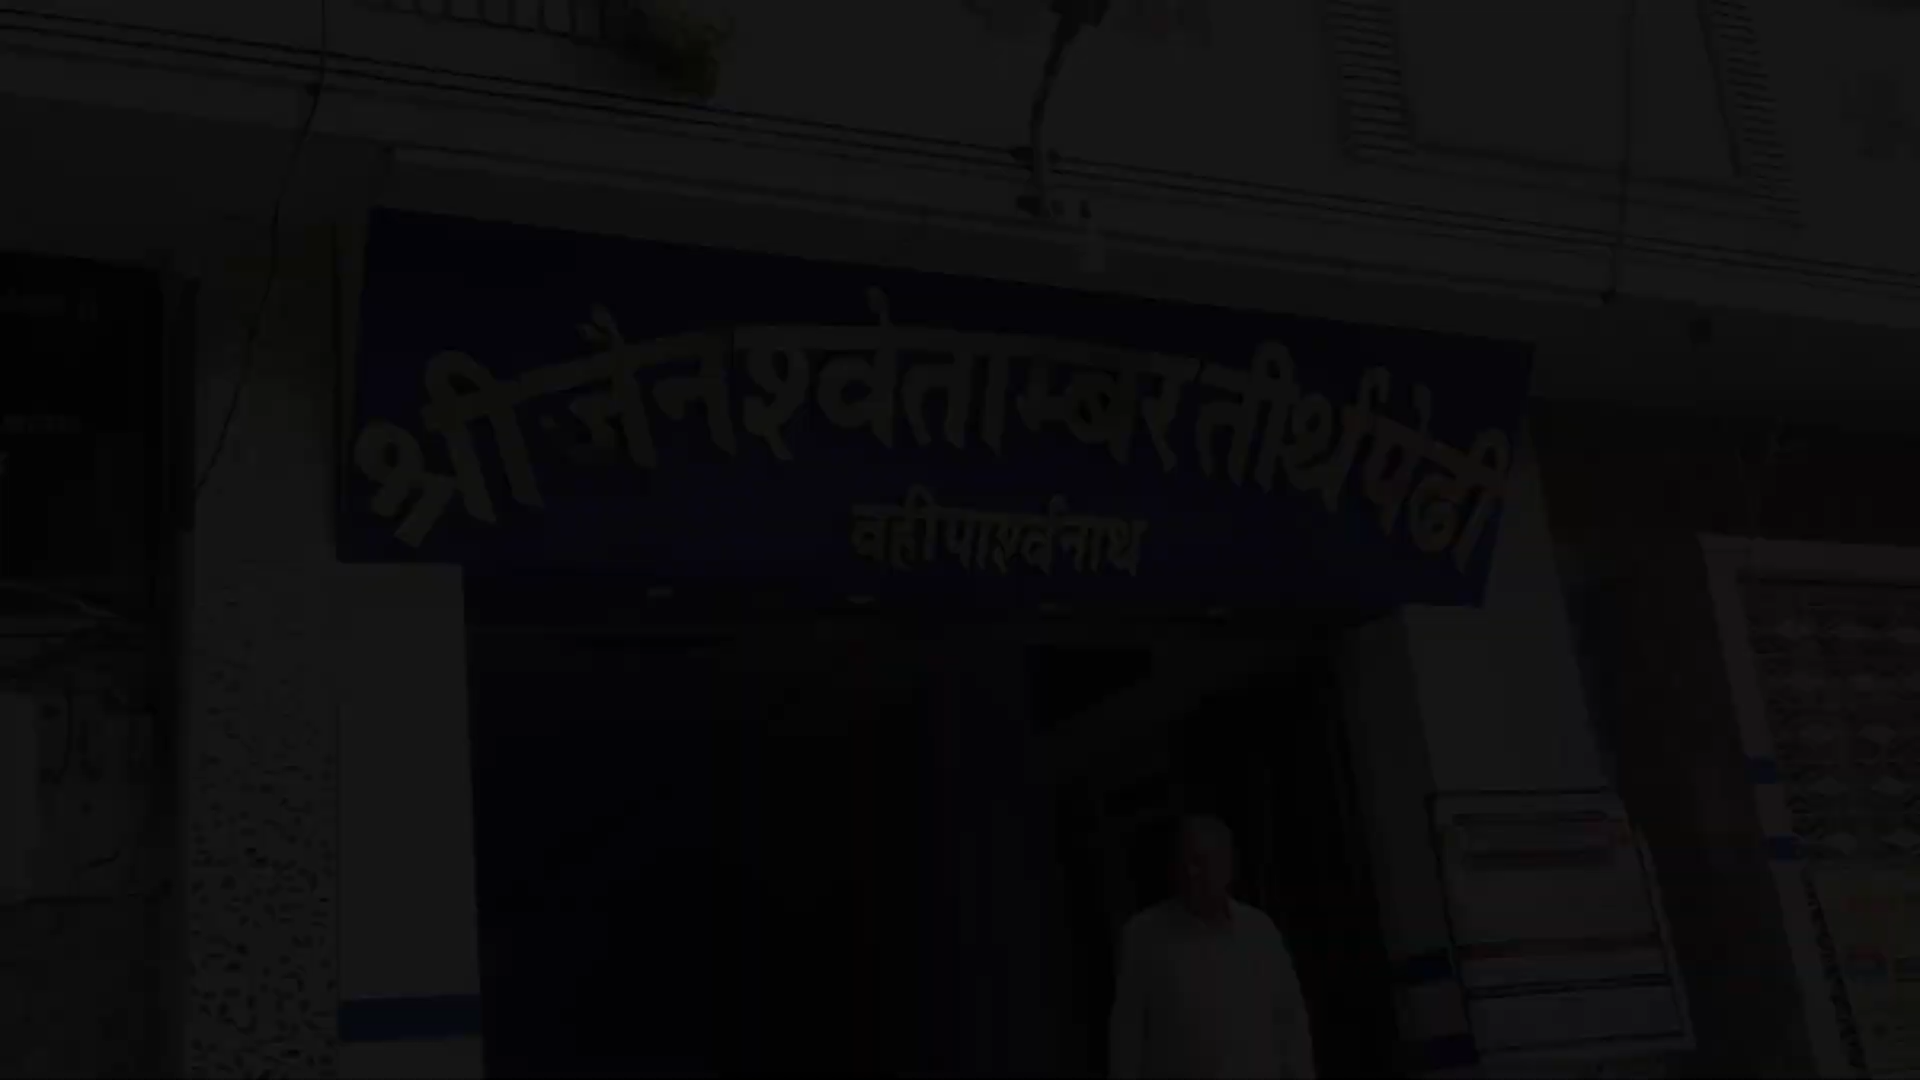 श्री जैन श्वेताम्बर तीर्थ पेढी
वही पार्श्वनाथ